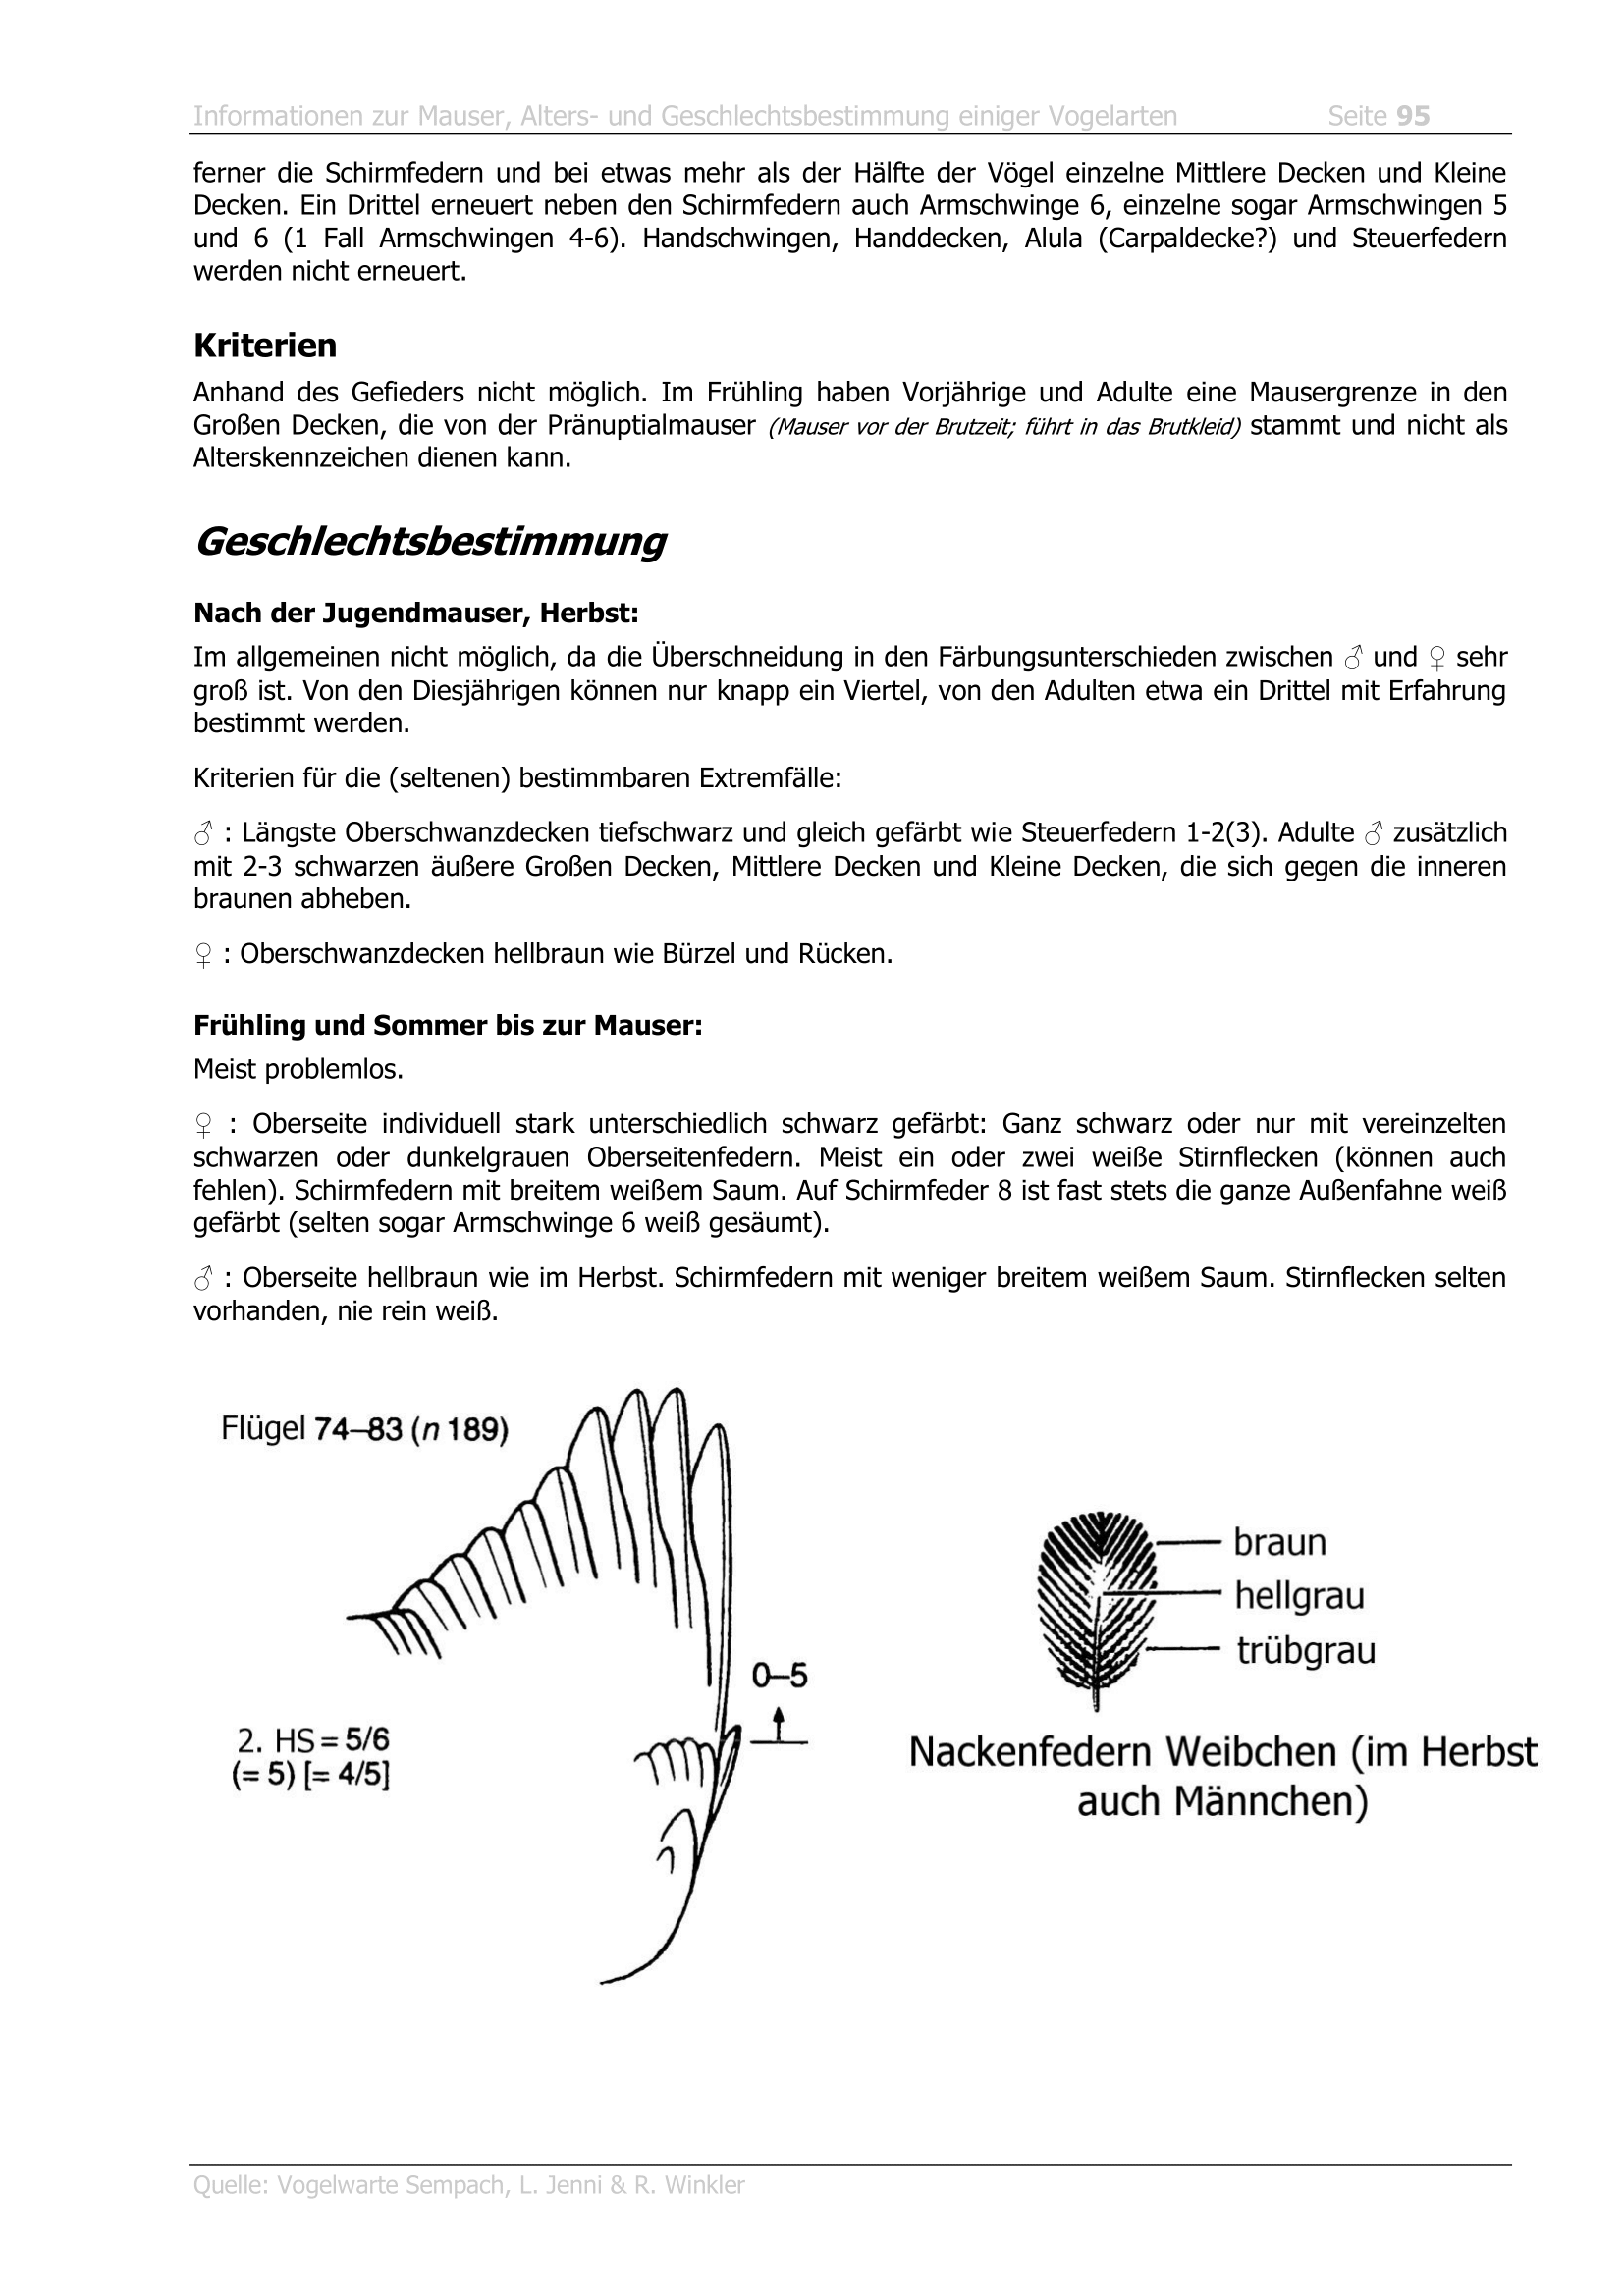 Informationen zur Mauser, Alters- und Geschlechtsbestimmung einiger Vogelarten Seite 95
ferner die Schirmfedern und bei etwas mehr als der Hälfte der Vögel einzelne Mittlere Decken und Kleine
Decken. Ein Drittel erneuert neben den Schirmfedern auch Armschwinge 6, einzelne sogar Armschwingen 5
und 6 (1 Fall Armschwingen 4-6). Handschwingen, Handdecken, Alula (Carpaldecke?) und Steuerfedern
werden nicht erneuert.
Kriterien
Anhand des Gefieders nicht möglich. Im Frühling haben Vorjährige und Adulte eine Mausergrenze in den
Großen Decken, die von der Pränuptialmauser (Mauser vor der Brutzeit; führt in das Brutkleid) stammt und nicht als
Alterskennzeichen dienen kann.
Geschlechtsbestimmung
Nach der Jugendmauser, Herbst:
Im allgemeinen nicht möglich, da die Überschneidung in den Färbungsunterschieden zwischen ♂ und ♀ sehr
groß ist. Von den Diesjährigen können nur knapp ein Viertel, von den Adulten etwa ein Drittel mit Erfahrung
bestimmt werden.
Kriterien für die (seltenen) bestimmbaren Extremfälle:
♂ : Längste Oberschwanzdecken tiefschwarz und gleich gefärbt wie Steuerfedern 1-2(3). Adulte ♂ zusätzlich
mit 2-3 schwarzen äußere Großen Decken, Mittlere Decken und Kleine Decken, die sich gegen die inneren
braunen abheben.
♀ : Oberschwanzdecken hellbraun wie Bürzel und Rücken.
Frühling und Sommer bis zur Mauser:
Meist problemlos.
♀ : Oberseite individuell stark unterschiedlich schwarz gefärbt: Ganz schwarz oder nur mit vereinzelten
schwarzen oder dunkelgrauen Oberseitenfedern. Meist ein oder zwei weiße Stirnflecken (können auch
fehlen). Schirmfedern mit breitem weißem Saum. Auf Schirmfeder 8 ist fast stets die ganze Außenfahne weiß
gefärbt (selten sogar Armschwinge 6 weiß gesäumt).
♂ : Oberseite hellbraun wie im Herbst. Schirmfedern mit weniger breitem weißem Saum. Stirnflecken selten
vorhanden, nie rein weiß.
Flügel 74–83 (n 189)
0–5
2. HS = 5/6
(= 5) [= 4/5]
braun
hellgrau
trübgrau
Nackenfedern Weibchen (im Herbst
auch Männchen)
Quelle: Vogelwarte Sempach, L. Jenni & R. Winkler